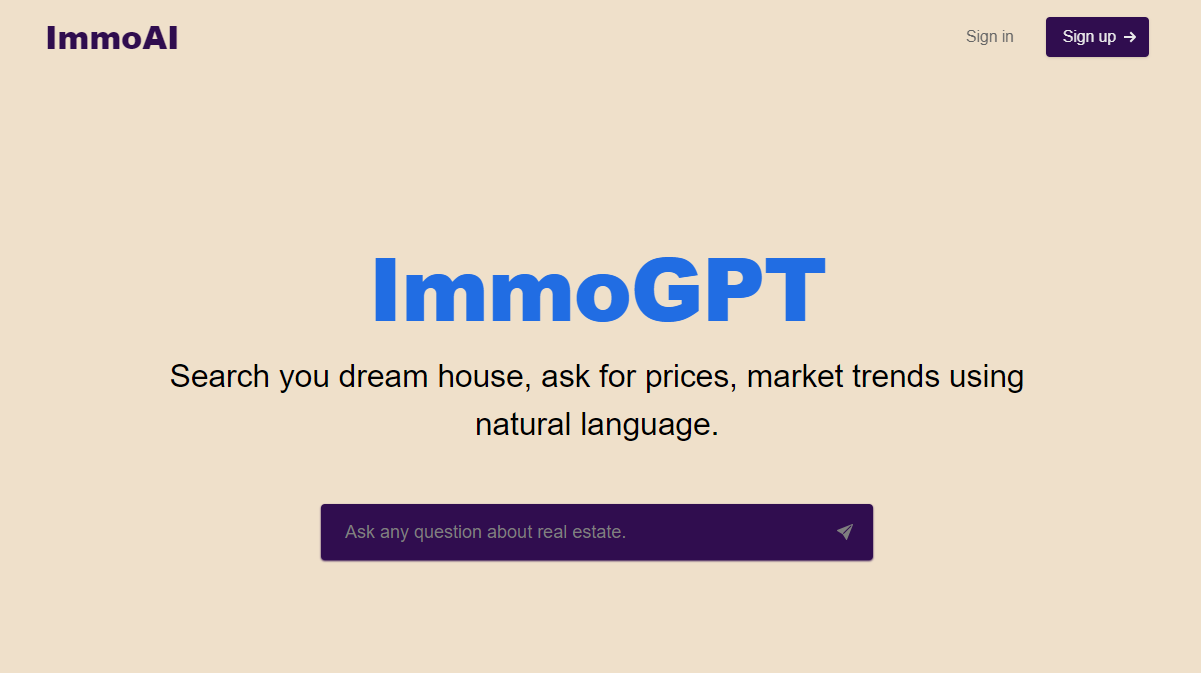 ImmoAI
Sign in
Sign up →
ImmoGPT
Search you dream house, ask for prices, market trends using
natural language.
Ask any question about real estate.